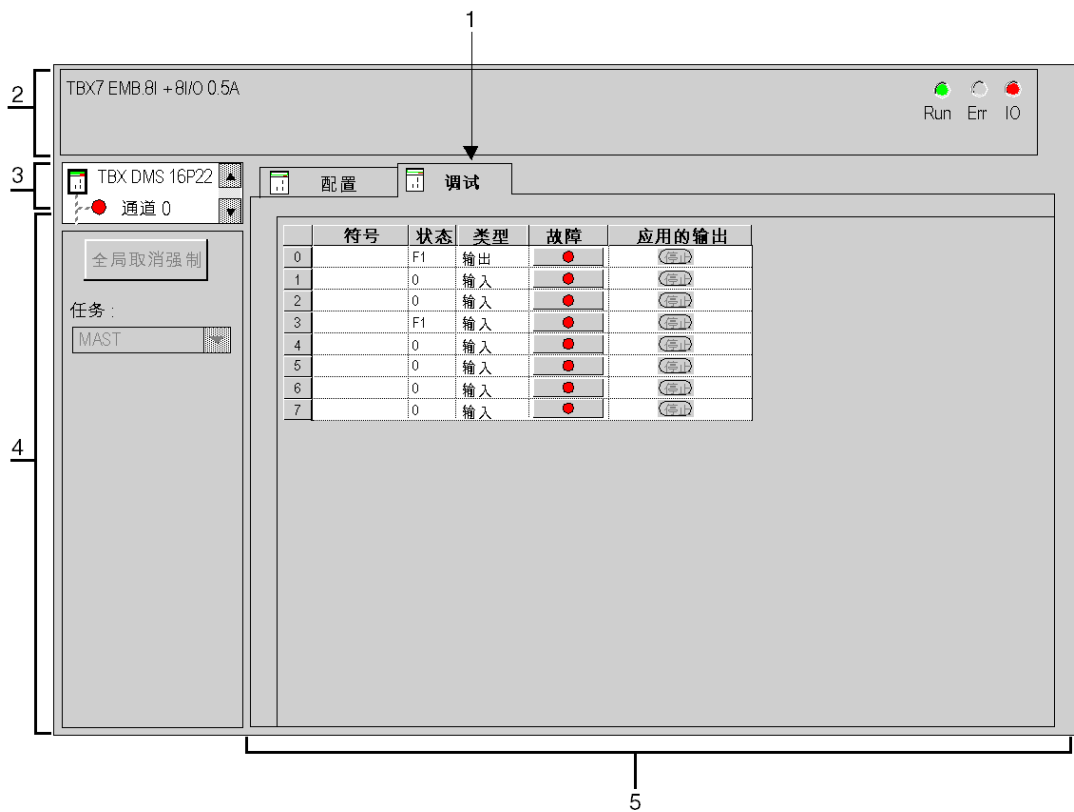 1
2
TBX7 EMB.8I + 8I/O 0.5A
Run Err IO
3
TBX DMS 16P22
通道 0
配置
调试
全局取消强制
任务 :
MAST
符号 状态 类型 故障 应用的输出
0 F1 输出 停止
1 0 输入 停止
2 0 输入 停止
3 F1 输入 停止
4 0 输入 停止
5 0 输入 停止
6 0 输入 停止
7 0 输入 停止
4
5